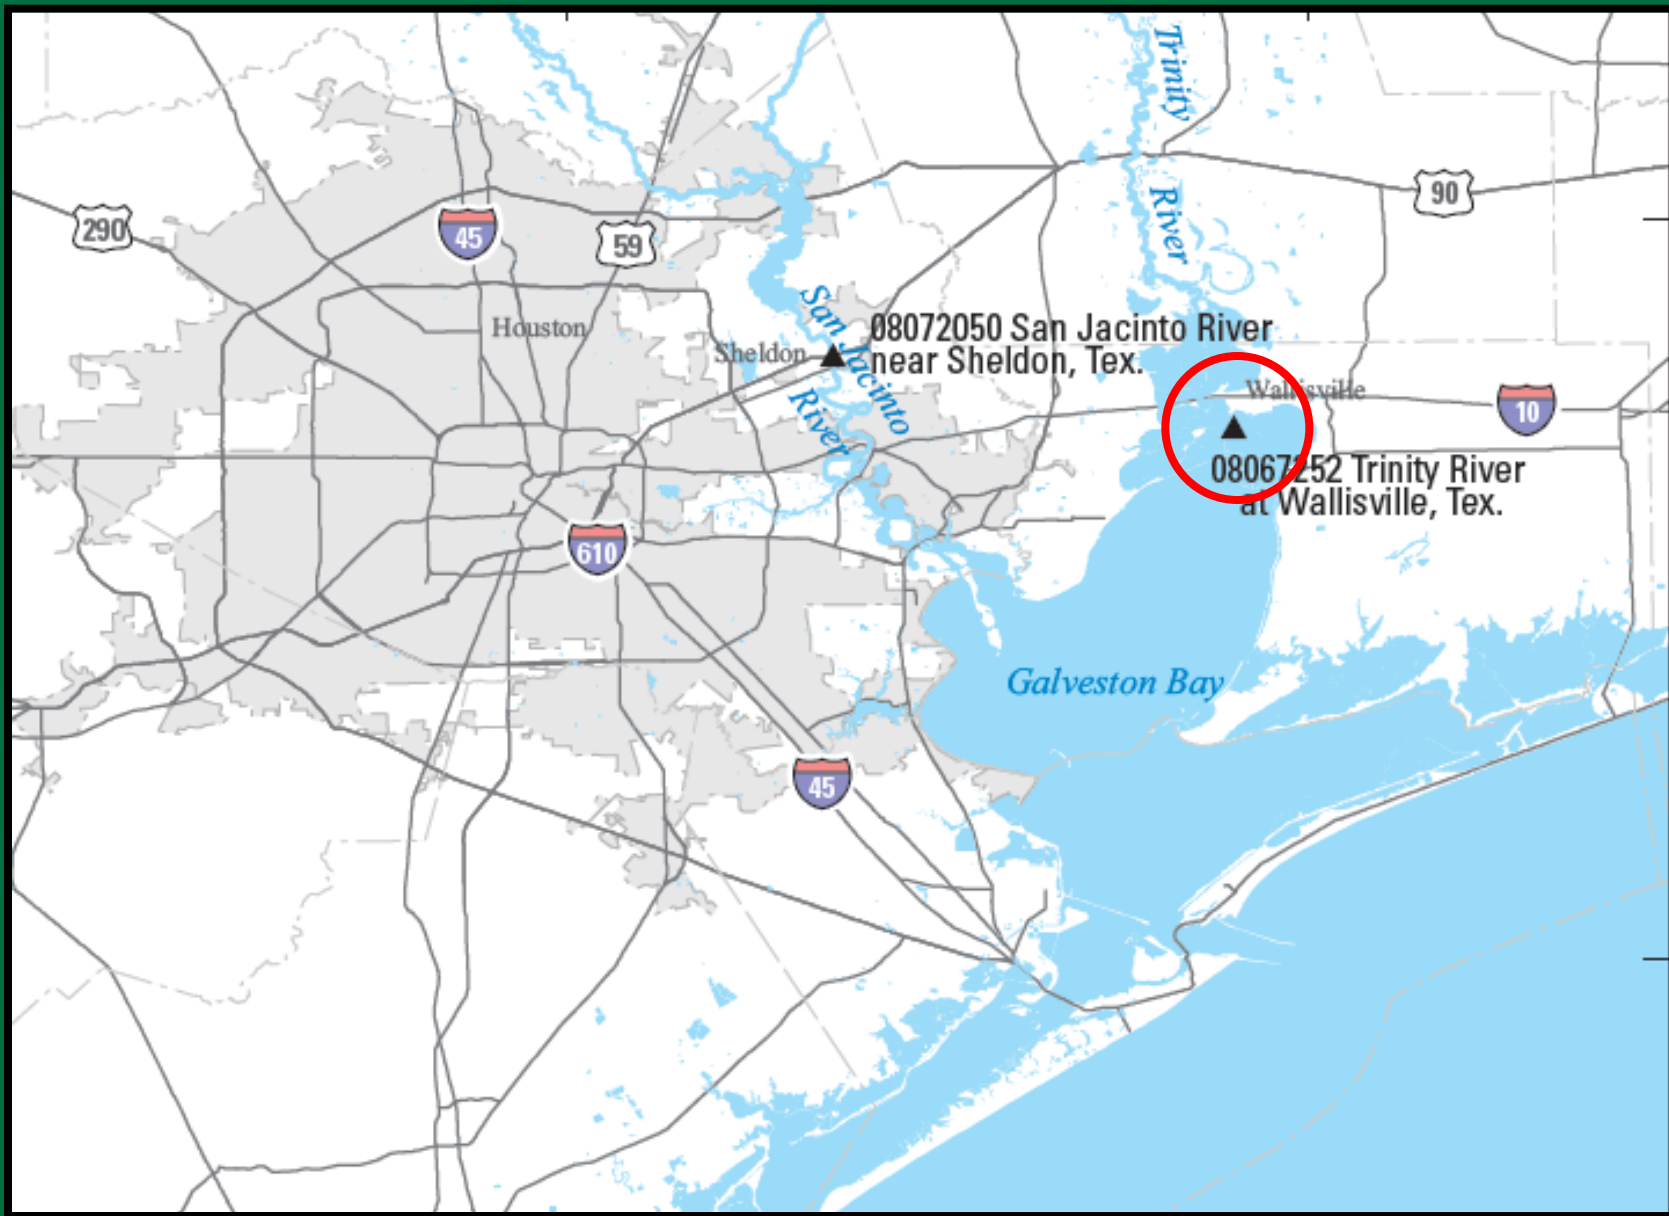 Trinity
River
290
45
59
90
Houston
Sheldon
San Jacinto
River
08072050 San Jacinto River
near Sheldon, Tex.
Wallisville
10
08067252 Trinity River
at Wallisville, Tex.
610
Galveston Bay
45